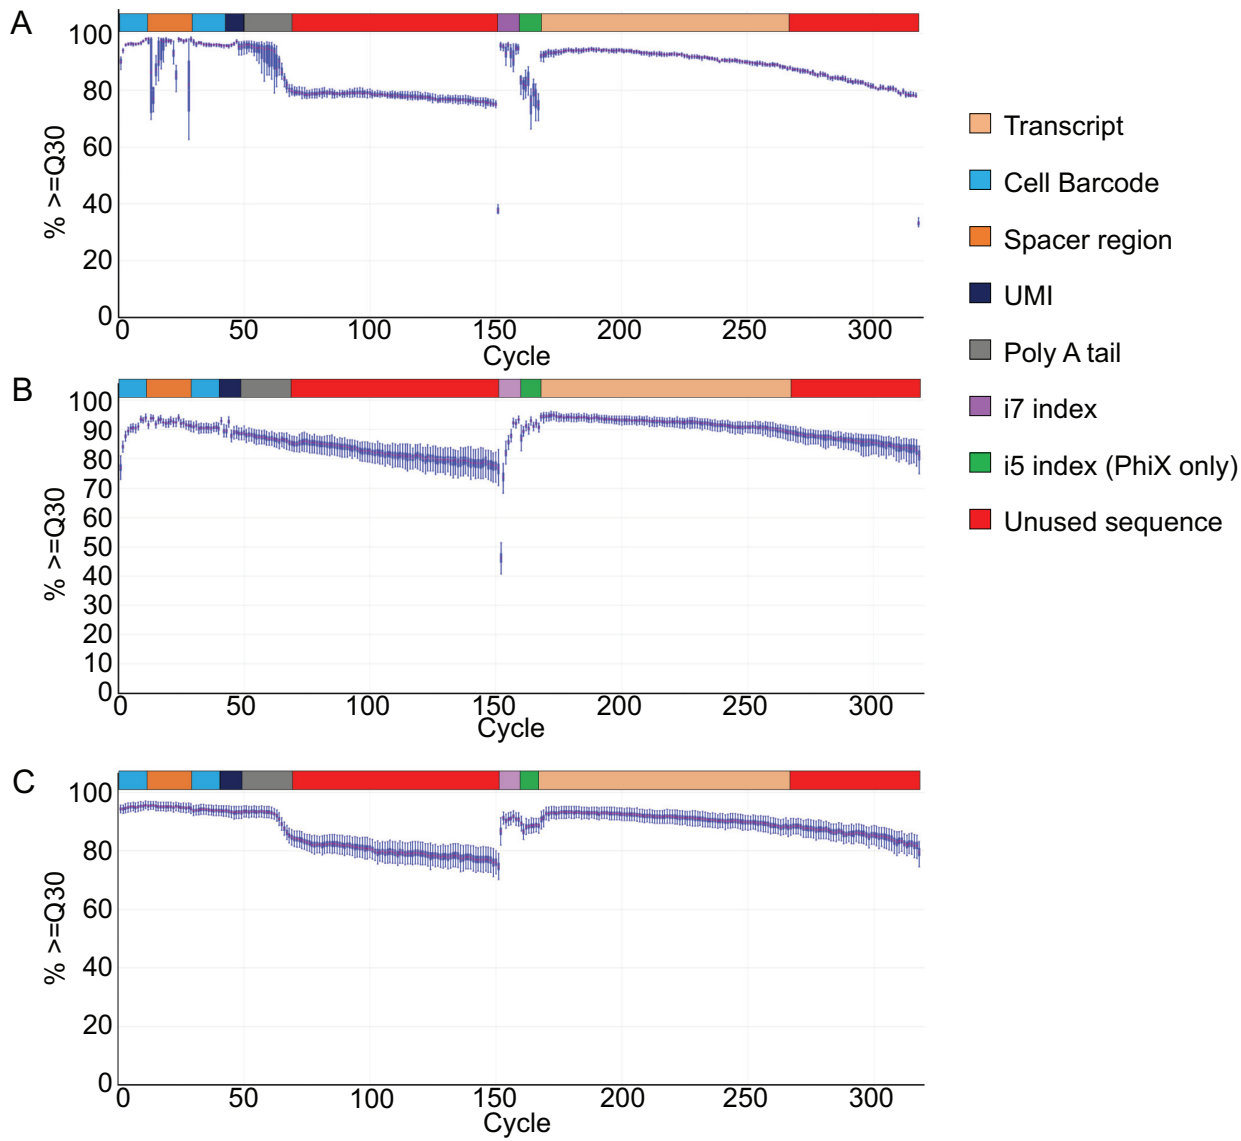 A
100
80
60
40
20
0
% >=Q30
0 50 100 150 200 250 300
Cycle
B
100
90
80
70
60
50
40
30
20
10
0
% >=Q30
0 50 100 150 200 250 300
Cycle
C
100
80
60
40
20
0
% >=Q30
0 50 100 150 200 250 300
Cycle
Transcript
Cell Barcode
Spacer region
UMI
Poly A tail
i7 index
i5 index (PhiX only)
Unused sequence